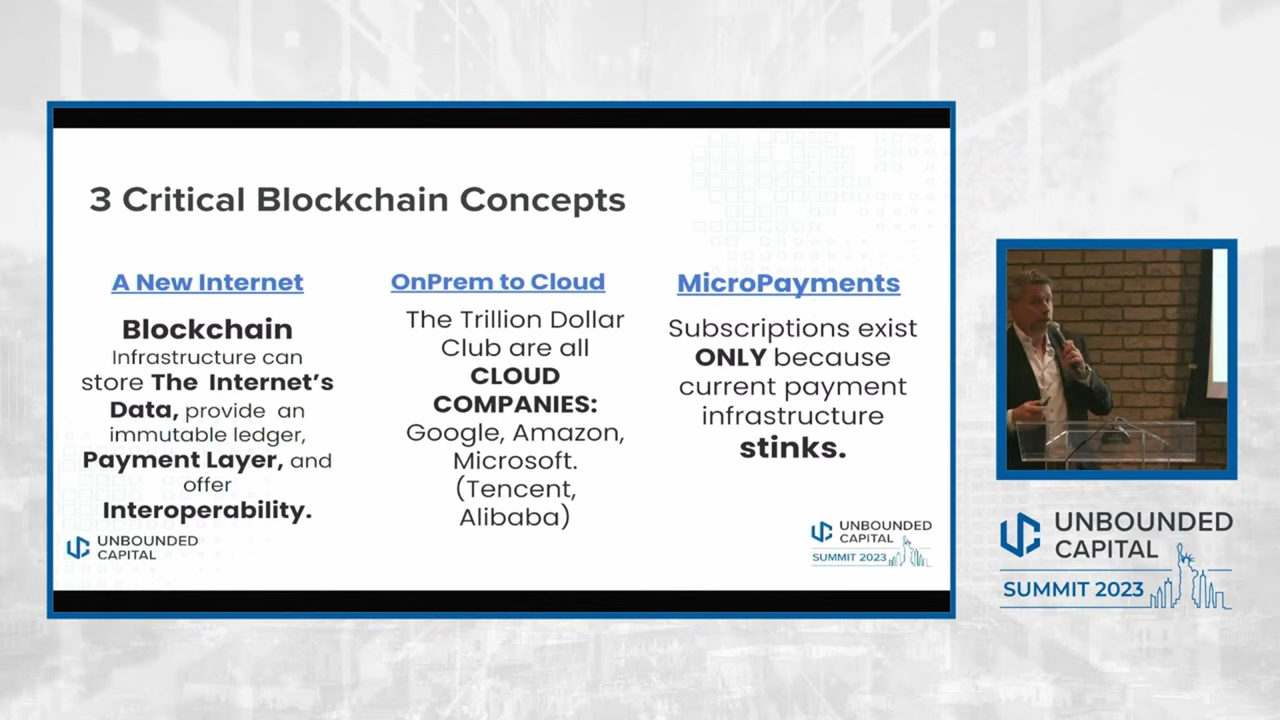 3 Critical Blockchain Concepts
A New Internet
Blockchain
Infrastructure can
store The Internet's
Data, provide an
immutable ledger,
Payment Layer, and
offer
Interoperability.
OnPrem to Cloud
The Trillion Dollar
Club are all
CLOUD
COMPANIES:
Google, Amazon,
Microsoft.
(Tencent,
Alibaba)
MicroPayments
Subscriptions exist
ONLY because
current payment
infrastructure
stinks.
UNBOUNDED
CAPITAL
UNBOUNDED
CAPITAL
SUMMIT 2023
UNBOUNDED
CAPITAL
SUMMIT 2023